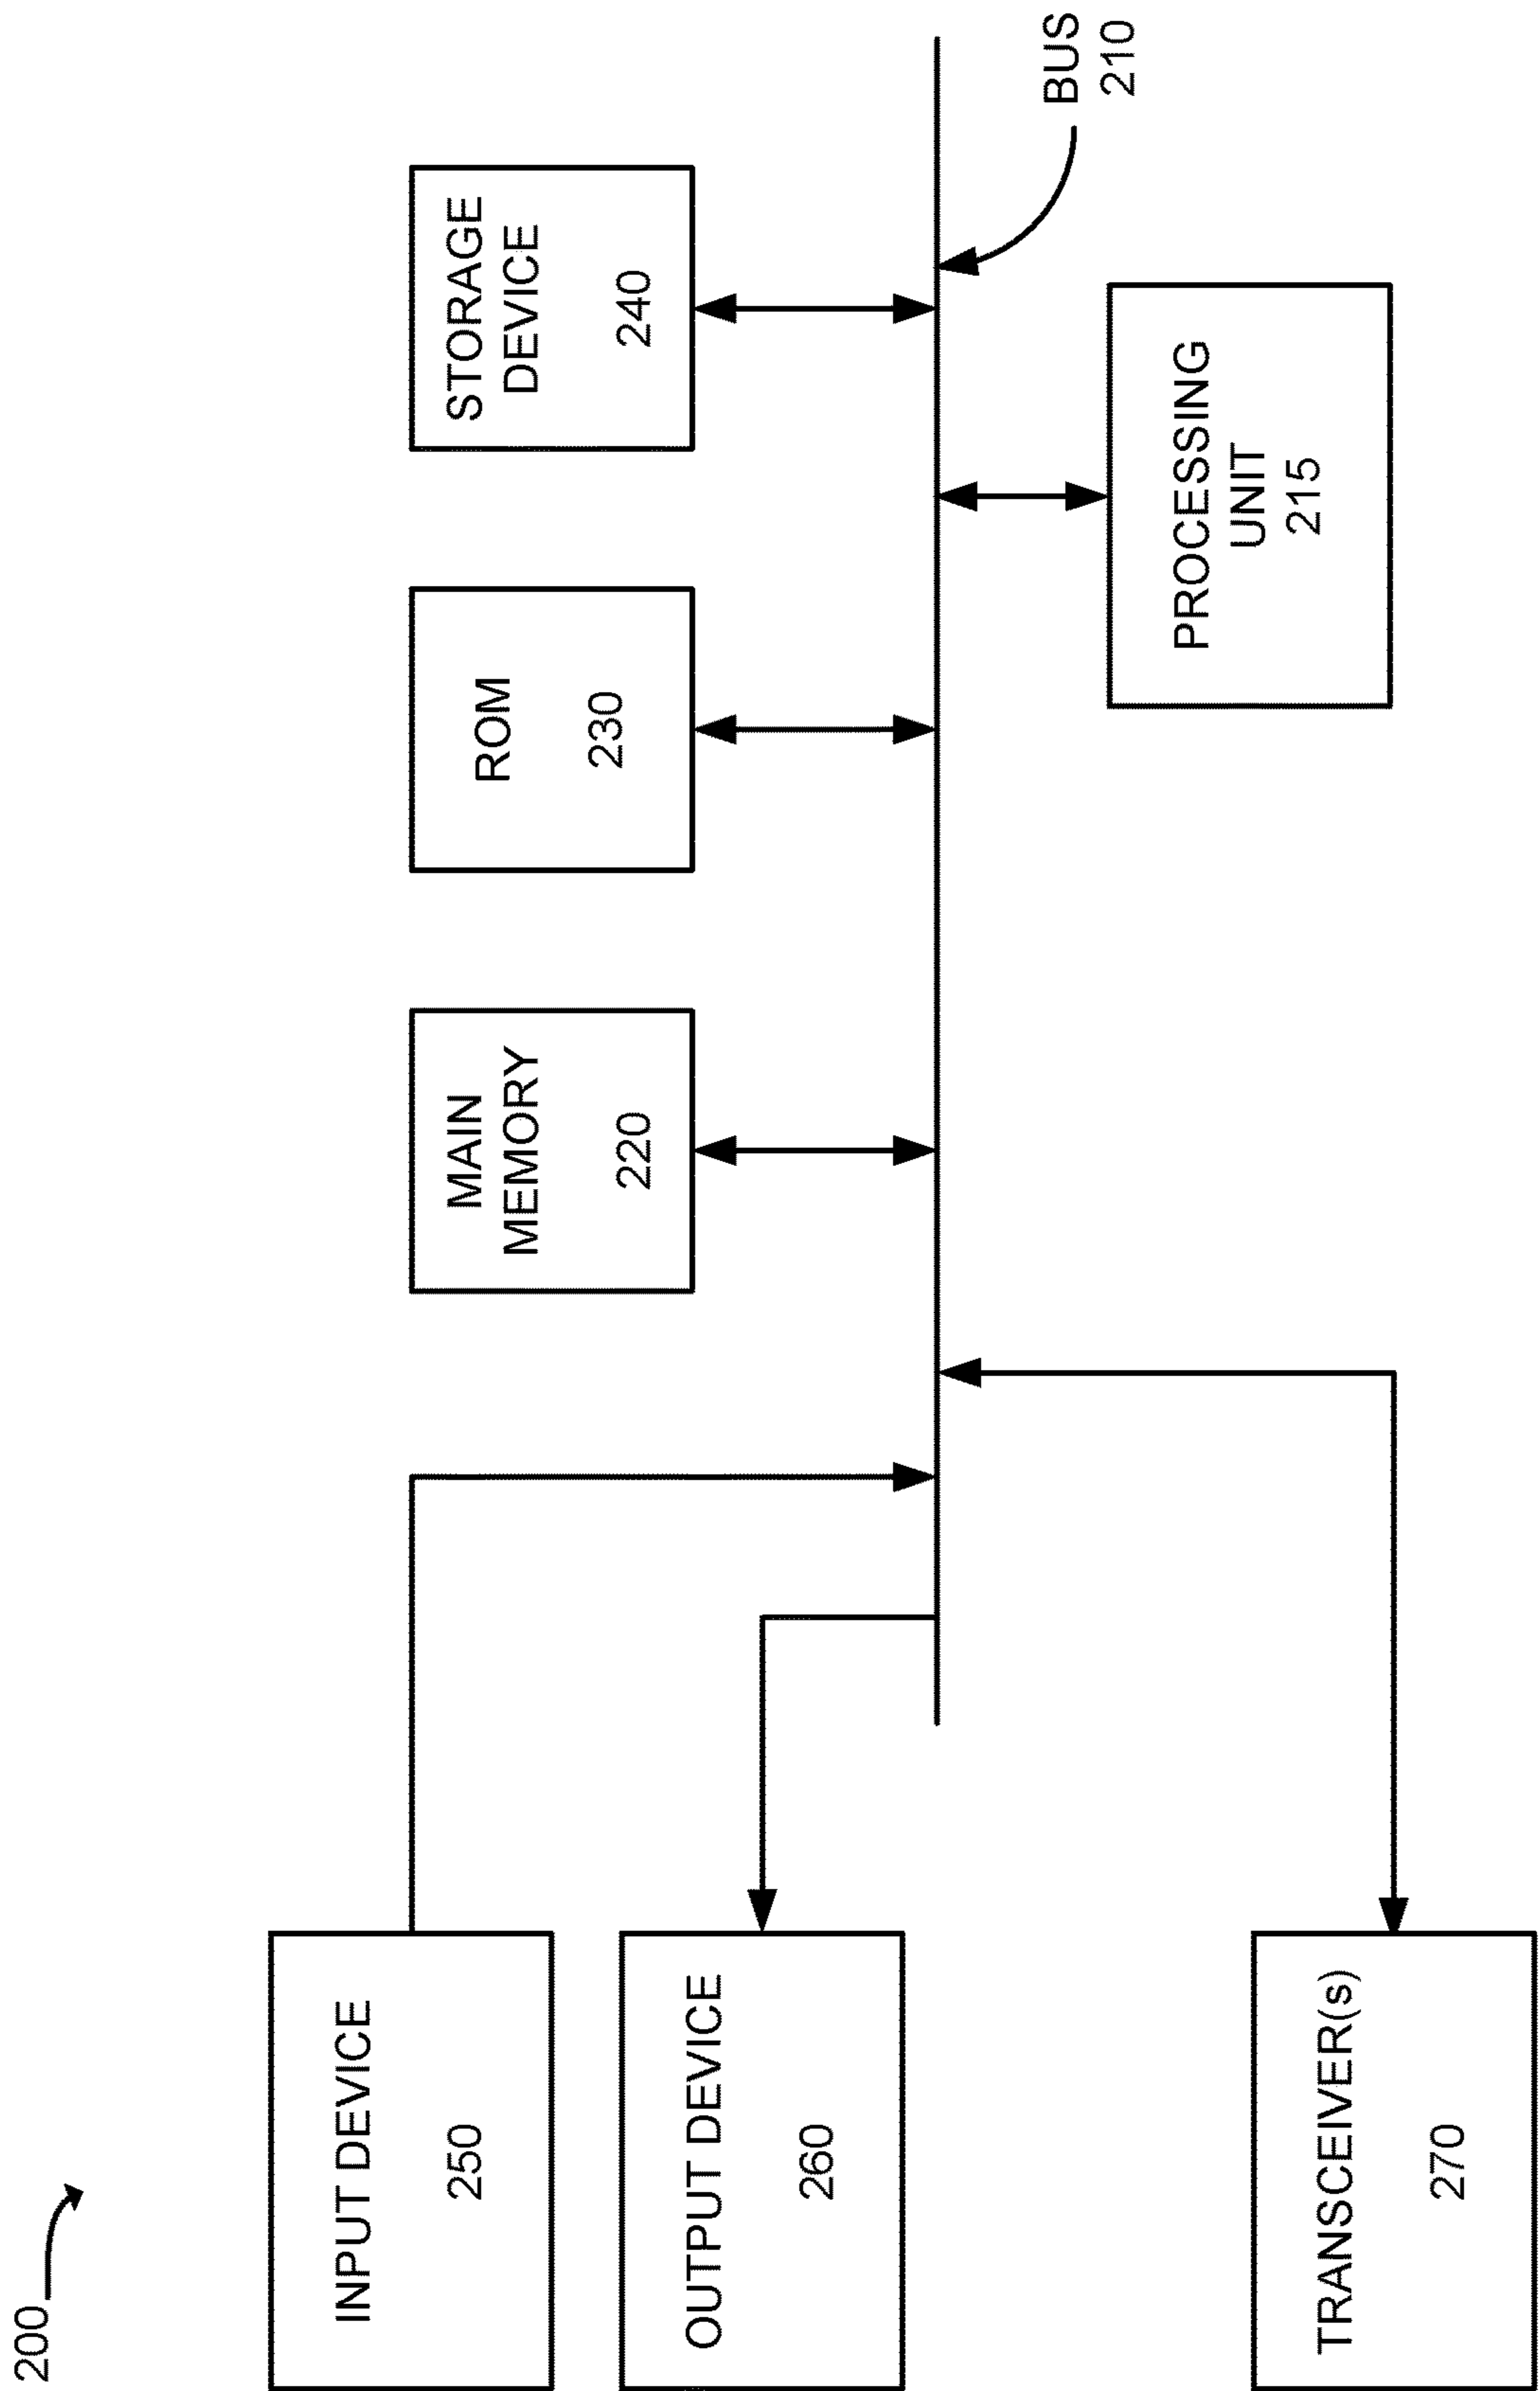 200
INPUT DEVICE
250
OUTPUT DEVICE
260
TRANSCEIVER(s)
270
MAIN
MEMORY
220
ROM
230
STORAGE
DEVICE
240
PROCESSING
UNIT
215
BUS
210